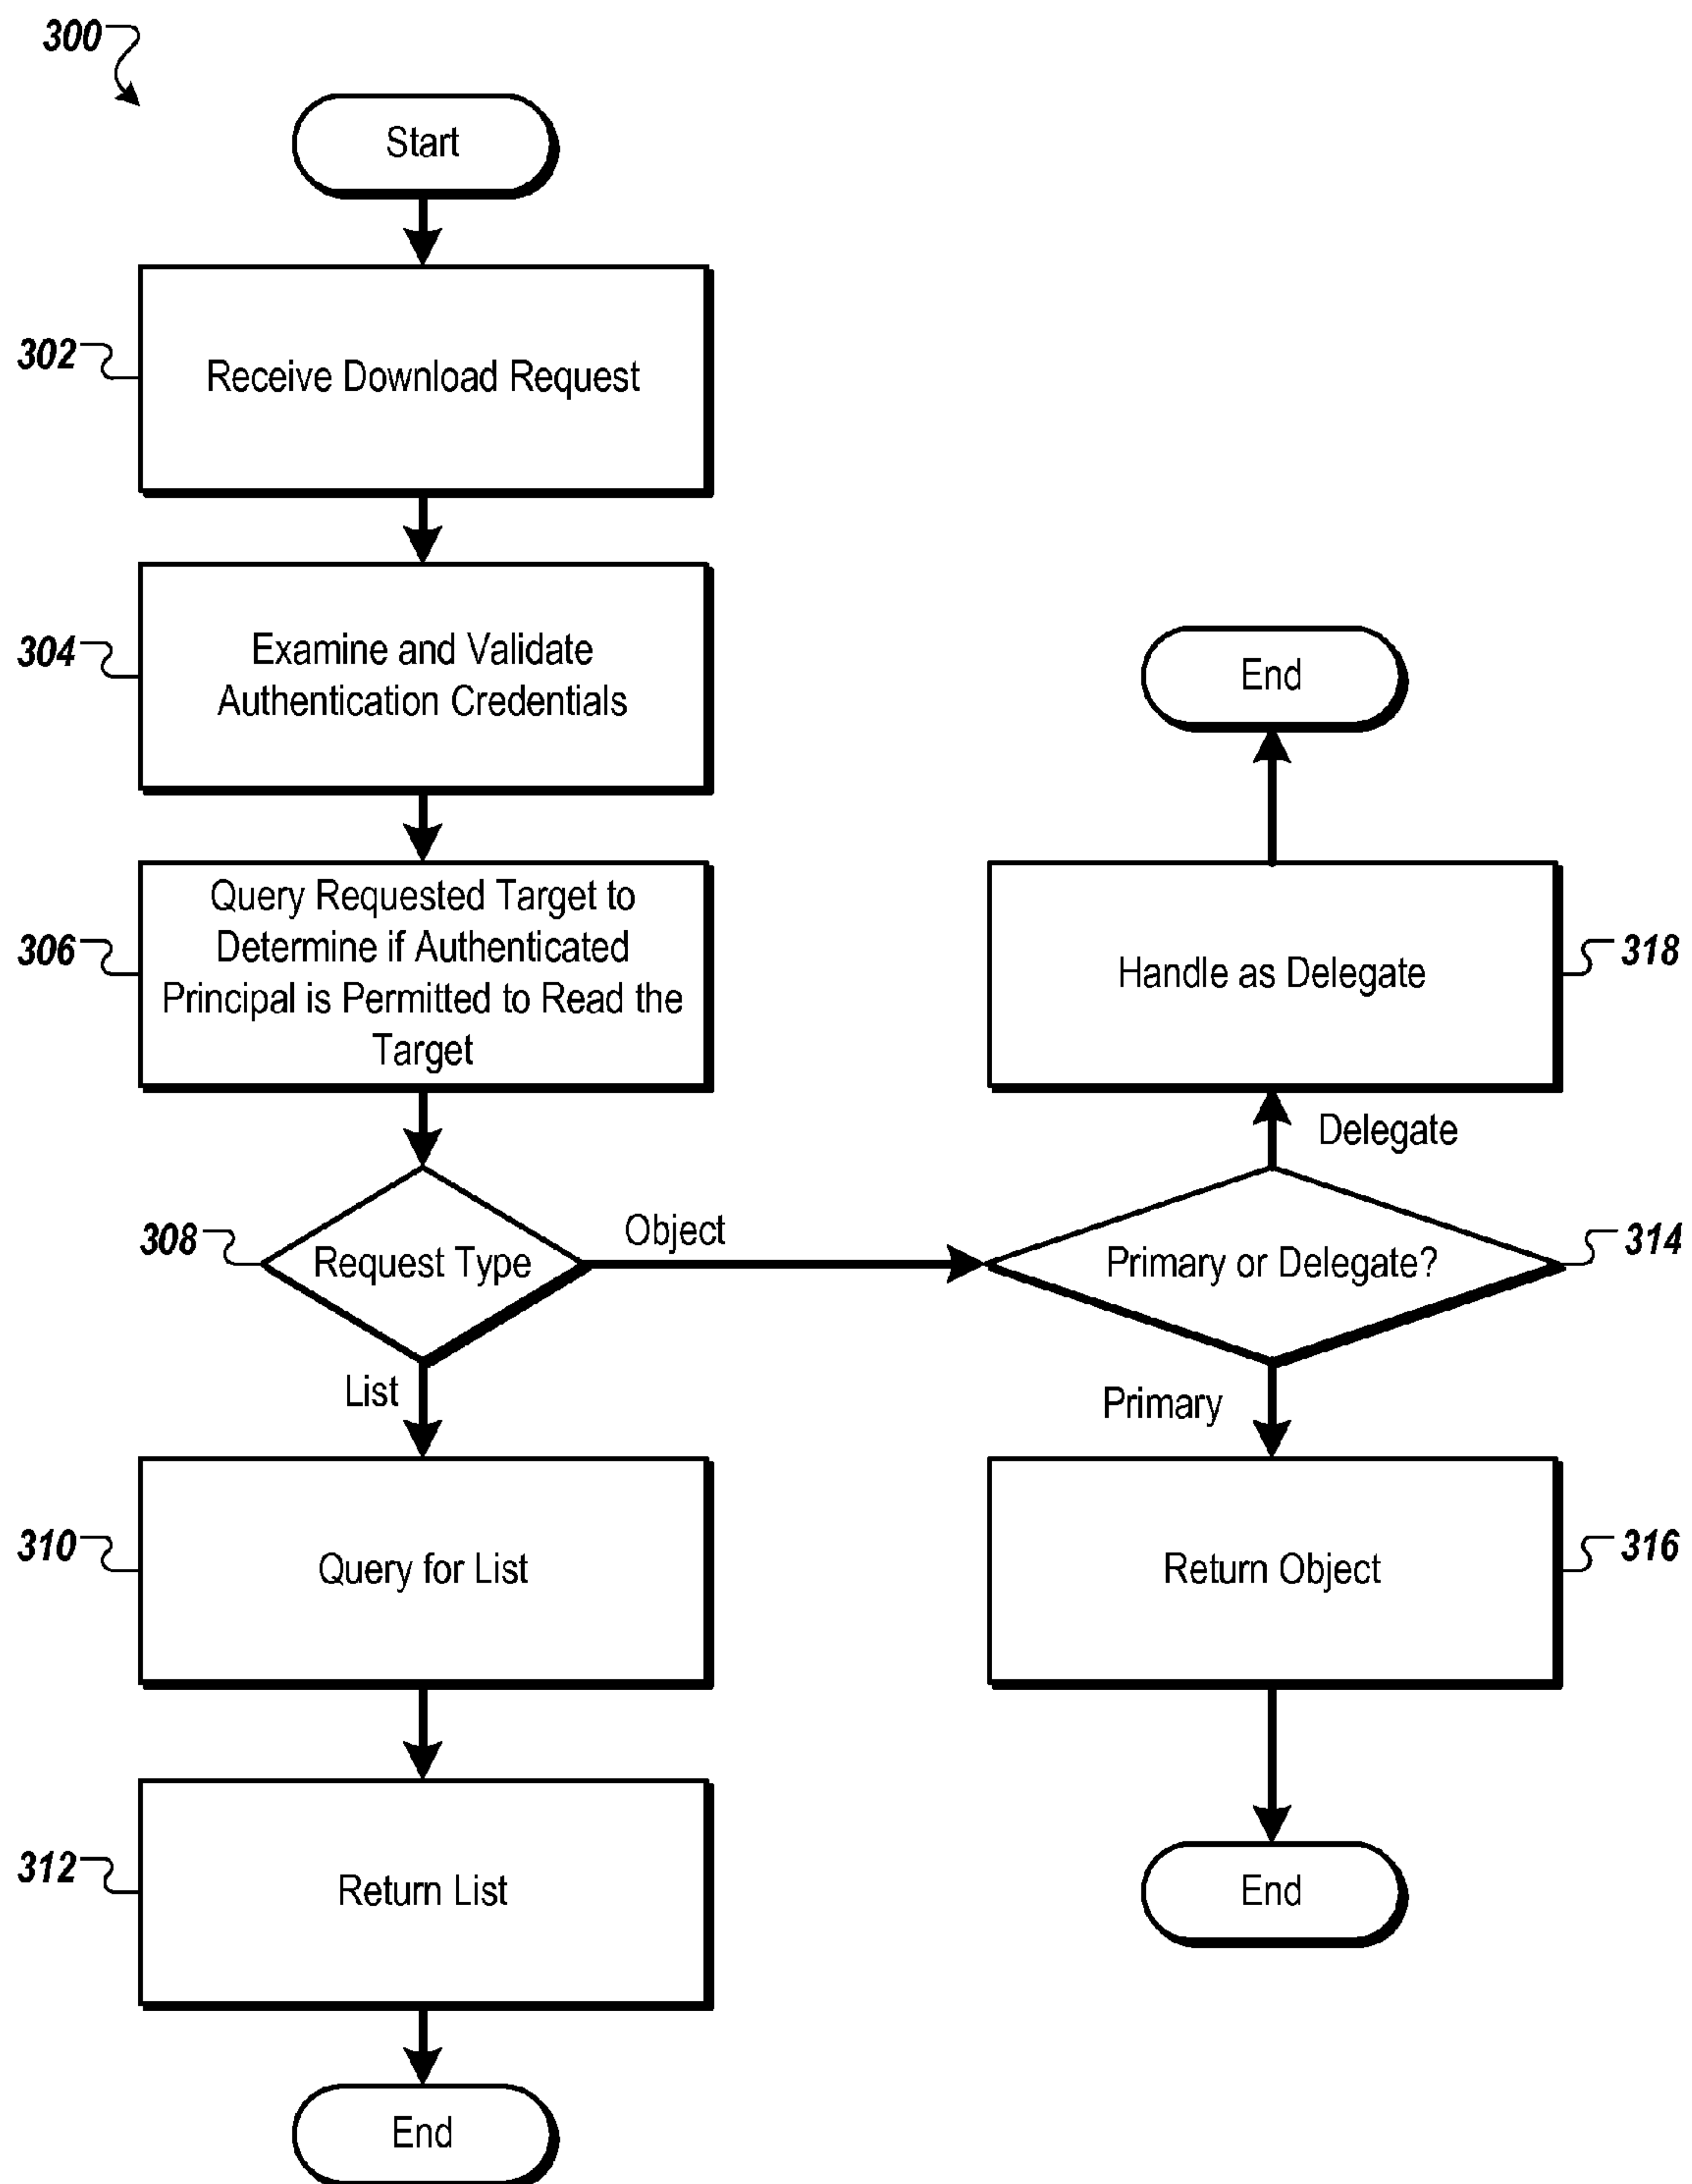 300
Start
302
Receive Download Request
304
Examine and Validate
Authentication Credentials
306
Query Requested Target to
Determine if Authenticated
Principal is Permitted to Read the
Target
308
Request Type
Object
List
310
Query for List
312
Return List
End
End
318
Handle as Delegate
Delegate
314
Primary or Delegate?
Primary
316
Return Object
End